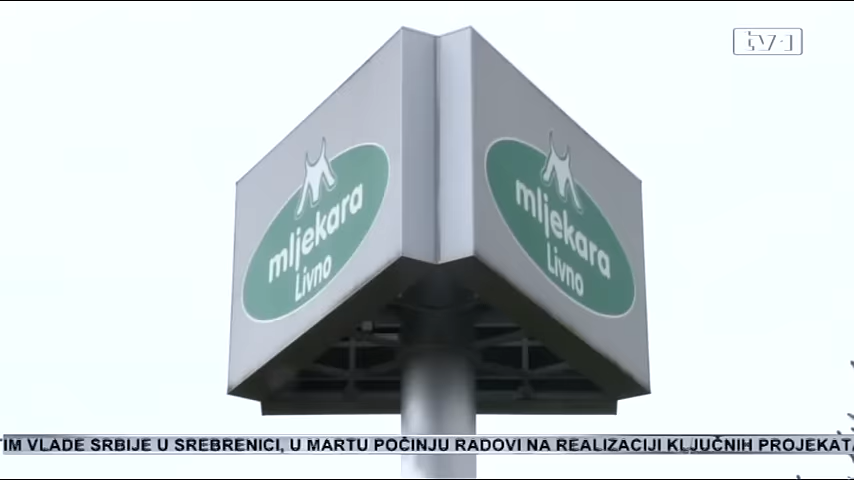 tv1
mljekara
Livno
mljekara
Livno
TIM VLADE SRBIJE U SREBRENICI, U MARTU POČINJU RADOVI NA REALIZACIJI KLJUČNIH PROJEKATA